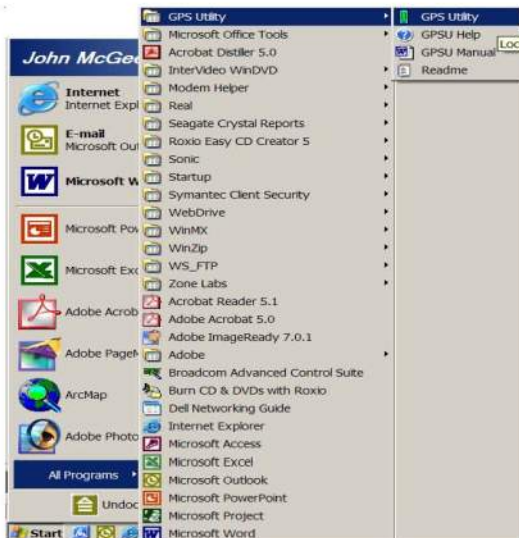 John McGee
Internet
Internet Expl
E-mail
Microsoft Out
Microsoft W
Microsoft Pow
Microsoft Exc
Adobe Acrob
Adobe PageM
ArcMap
Adobe Photo
All Programs
Undoc
Start
GPS Utility
Microsoft Office Tools
Acrobat Distiller 5.0
InterVideo WinDVD
Modem Helper
Real
Seagate Crystal Reports
Roxio Easy CD Creator 5
Sonic
Startup
Symantec Client Security
WebDrive
WinMX
WinZip
WS_FTP
Zone Labs
Acrobat Reader 5.1
Adobe Acrobat 5.0
Adobe ImageReady 7.0.1
Adobe
Broadcom Advanced Control Suite
Burn CD & DVDs with Roxio
Dell Networking Guide
Internet Explorer
Microsoft Access
Microsoft Excel
Microsoft Outlook
Microsoft PowerPoint
Microsoft Project
Microsoft Word
GPS Utility
GPSU Help
Loc
GPSU Manual
Readme